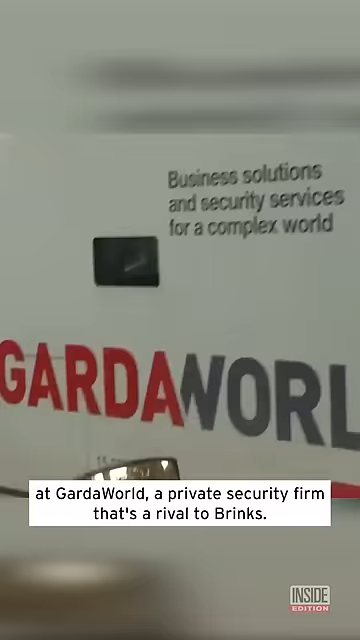 Business solutions
and security services
for a complex world
GARDAWORL
at GardaWorld, a private security firm
that's a rival to Brinks.
INSIDE
EDITION